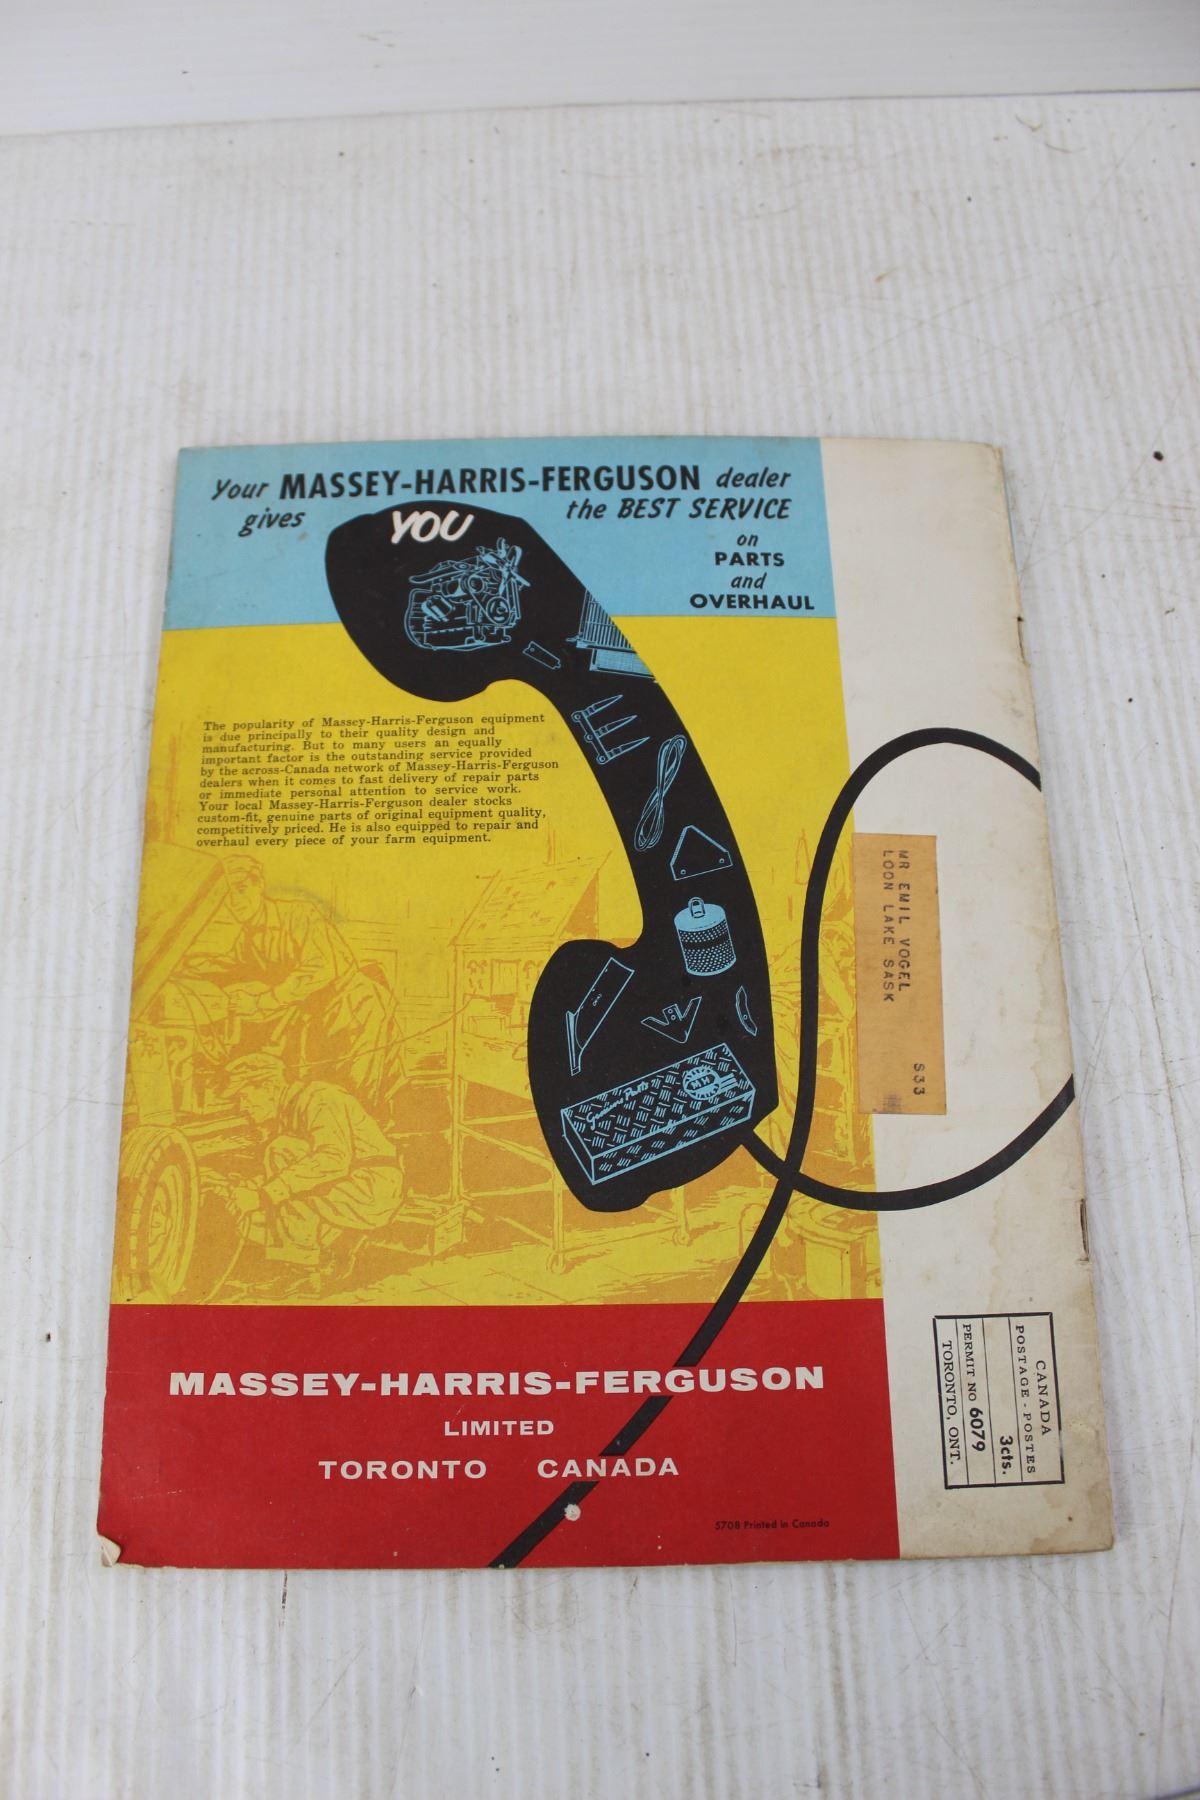 Your MASSEY-HARRIS-FERGUSON dealer
gives YOU the BEST SERVICE
on
PARTS
and
OVERHAUL
The popularity of Massey-Harris-Ferguson equipment
is due principally to their quality design and
manufacturing. But to many users an equally
important factor is the outstanding service provided
by the across-Canada network of Massey-Harris-Ferguson
dealers when it comes to fast delivery of repair parts
or immediate personal attention to service work.
Your local Massey-Harris-Ferguson dealer stocks
custom-fit, genuine parts of original equipment quality,
competitively priced. He is also equipped to repair and
overhaul every piece of your farm equipment.
MR EMIL VOGEL
LOON LAKE SASK
S33
Genuine Parts
MH
MASSEY-HARRIS-FERGUSON
LIMITED
TORONTO CANADA
5708 Printed in Canada
CANADA
POSTAGE - POSTES
3cts.
PERMIT NO 6079
TORONTO, ONT.